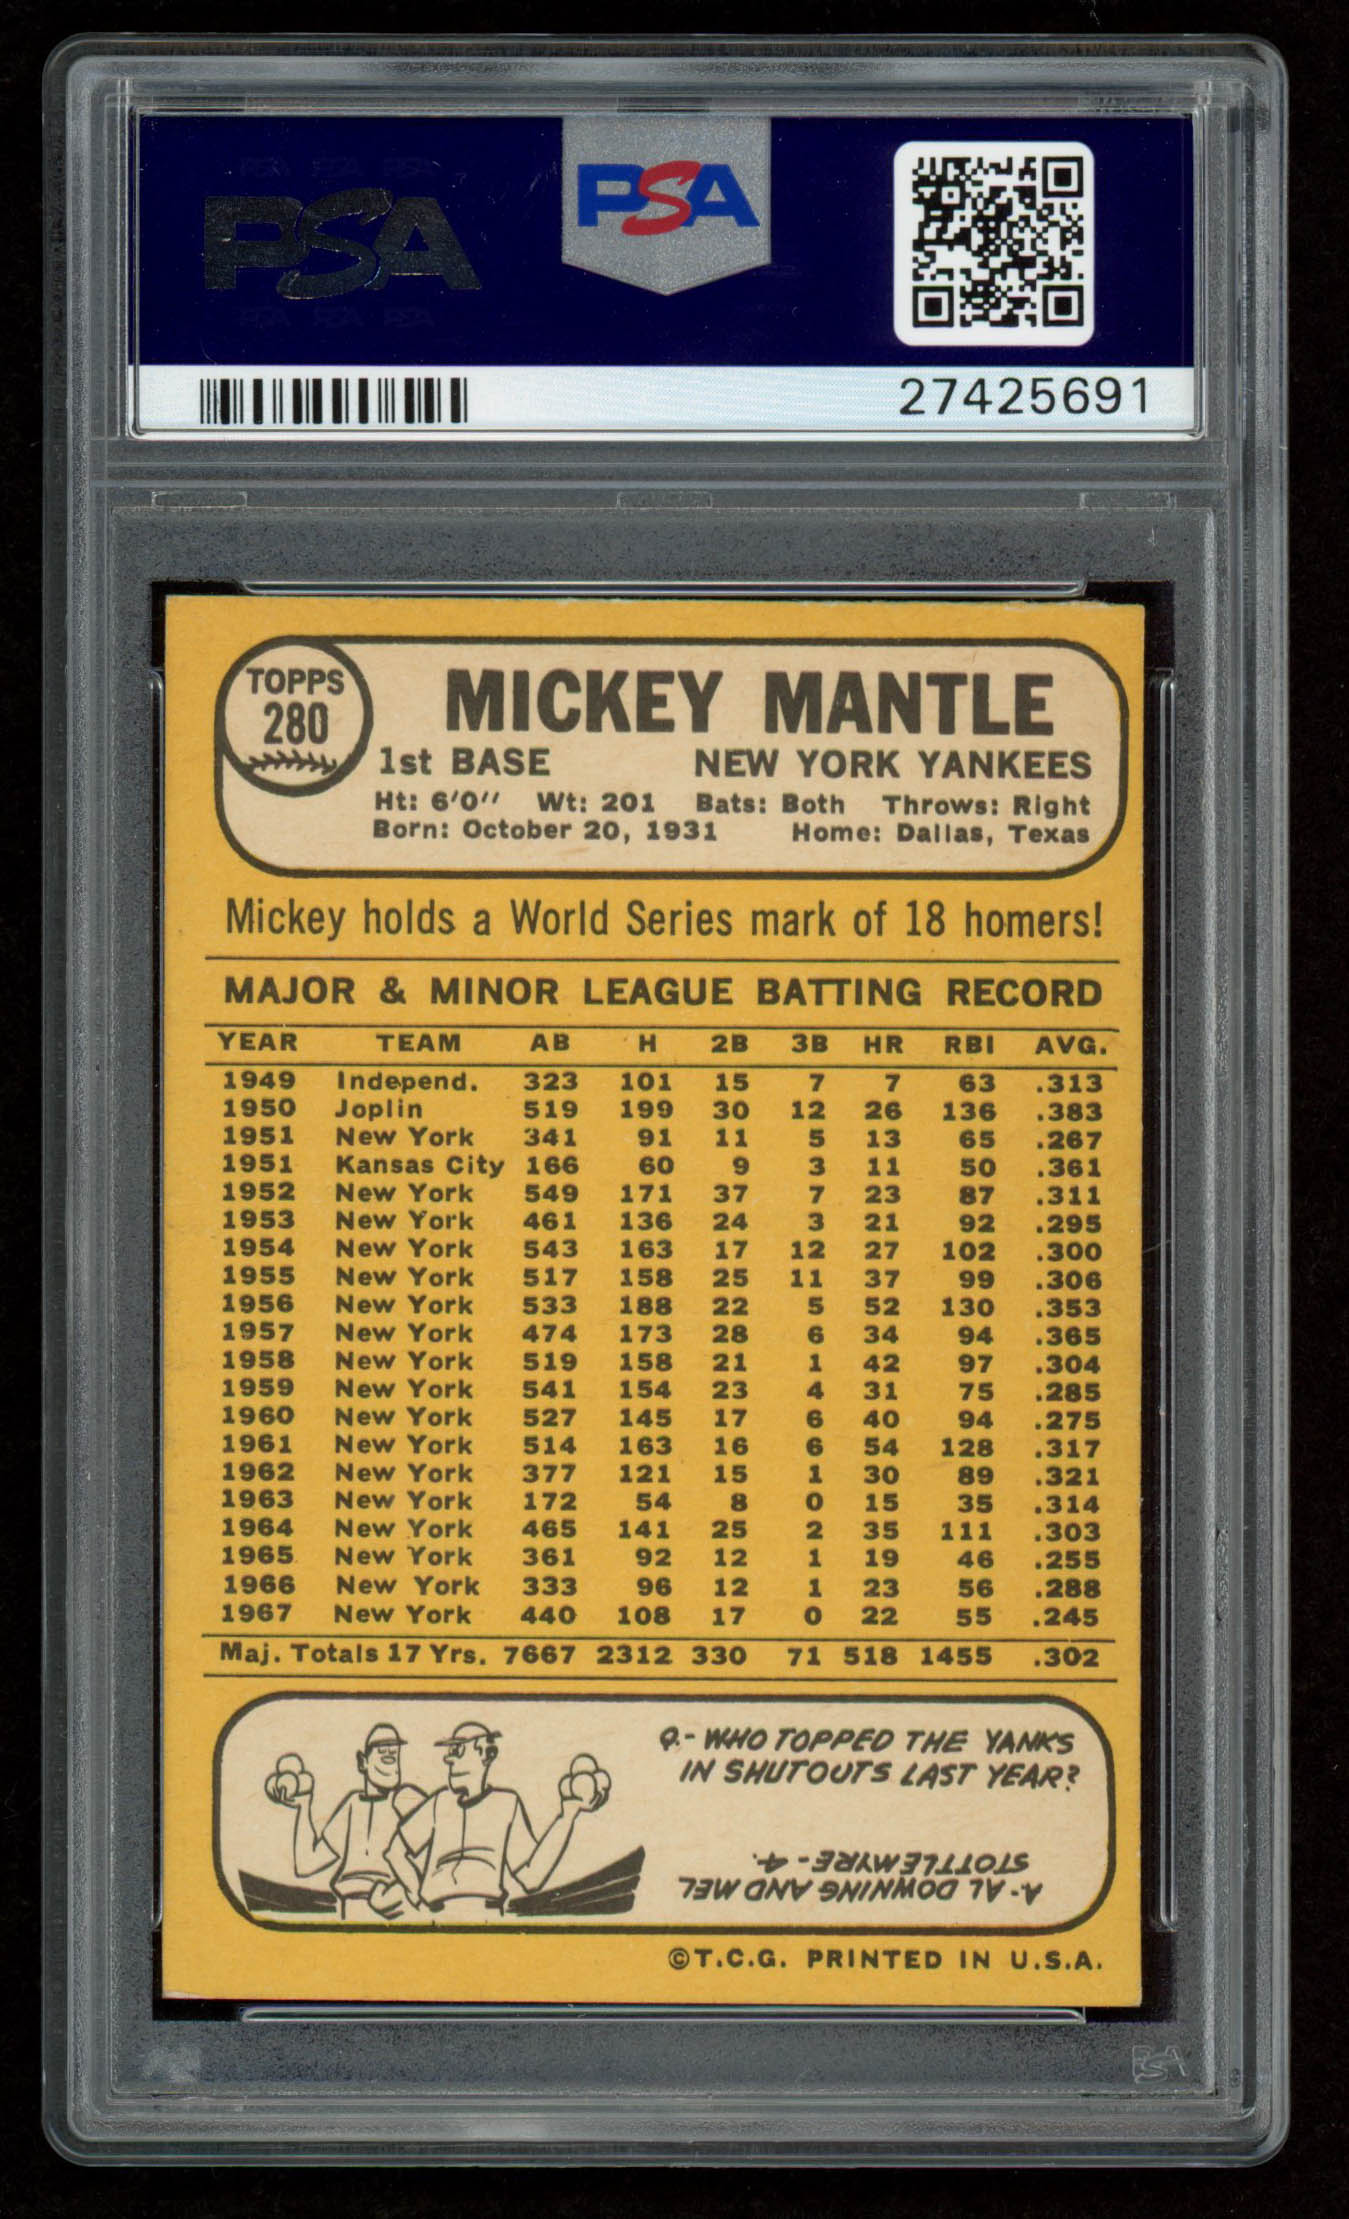 PSA PSA PSA
PSA
PSA
PSA PSA PSA
27425691
TOPPS
280
MICKEY MANTLE
1st BASE NEW YORK YANKEES
Ht: 6'0" Wt: 201 Bats: Both Throws: Right
Born: October 20, 1931 Home: Dallas, Texas
Mickey holds a World Series mark of 18 homers!
MAJOR & MINOR LEAGUE BATTING RECORD
YEAR TEAM AB H 2B 3B HR RBI AVG.
1949 Independ. 323 101 15 7 7 63 .313
1950 Joplin 519 199 30 12 26 136 .383
1951 New York 341 91 11 5 13 65 .267
1951 Kansas City 166 60 9 3 11 50 .361
1952 New York 549 171 37 7 23 87 .311
1953 New York 461 136 24 3 21 92 .295
1954 New York 543 163 17 12 27 102 .300
1955 New York 517 158 25 11 37 99 .306
1956 New York 533 188 22 5 52 130 .353
1957 New York 474 173 28 6 34 94 .365
1958 New York 519 158 21 1 42 97 .304
1959 New York 541 154 23 4 31 75 .285
1960 New York 527 145 17 6 40 94 .275
1961 New York 514 163 16 6 54 128 .317
1962 New York 377 121 15 1 30 89 .321
1963 New York 172 54 8 0 15 35 .314
1964 New York 465 141 25 2 35 111 .303
1965 New York 361 92 12 1 19 46 .255
1966 New York 333 96 12 1 23 56 .288
1967 New York 440 108 17 0 22 55 .245
Maj. Totals 17 Yrs. 7667 2312 330 71 518 1455 .302
Q.- WHO TOPPED THE YANKS
IN SHUTOUTS LAST YEAR?
A.- AL DOWNING AND MEL
STOTTLEMYRE - 4.
©T.C.G. PRINTED IN U.S.A.
PSA